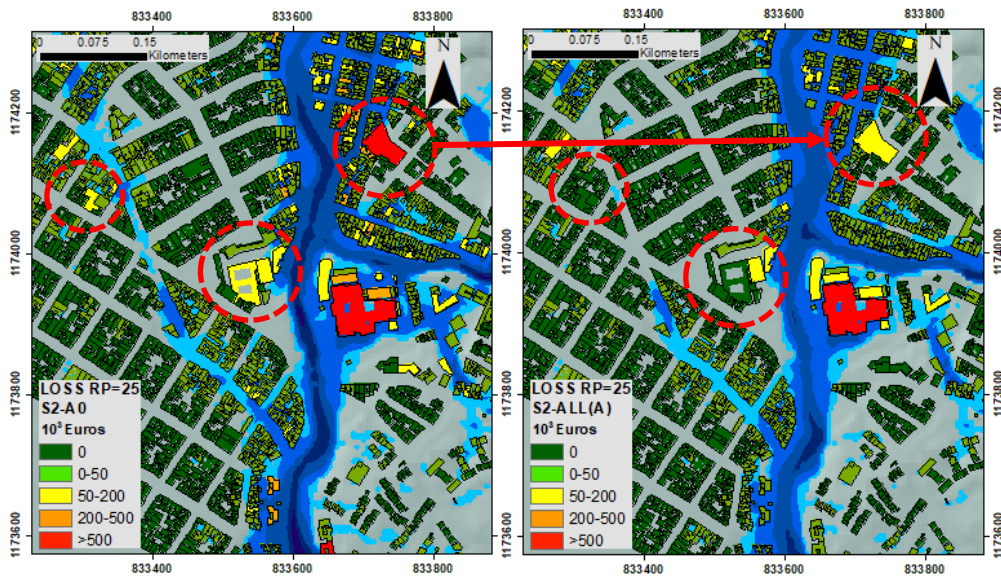 833400 833600 833800
0 0.075 0.15
Kilometers
N
1174200
1174000
1173800
1173600
LOSS RP=25
S2-A0
10³ Euros
0
0-50
50-200
200-500
>500
833400 833600 833800
833400 833600 833800
0 0.075 0.15
Kilometers
N
1174200
1174000
1173800
1173600
LOSS RP=25
S2-ALL(A)
10³ Euros
0
0-50
50-200
200-500
>500
833400 833600 833800